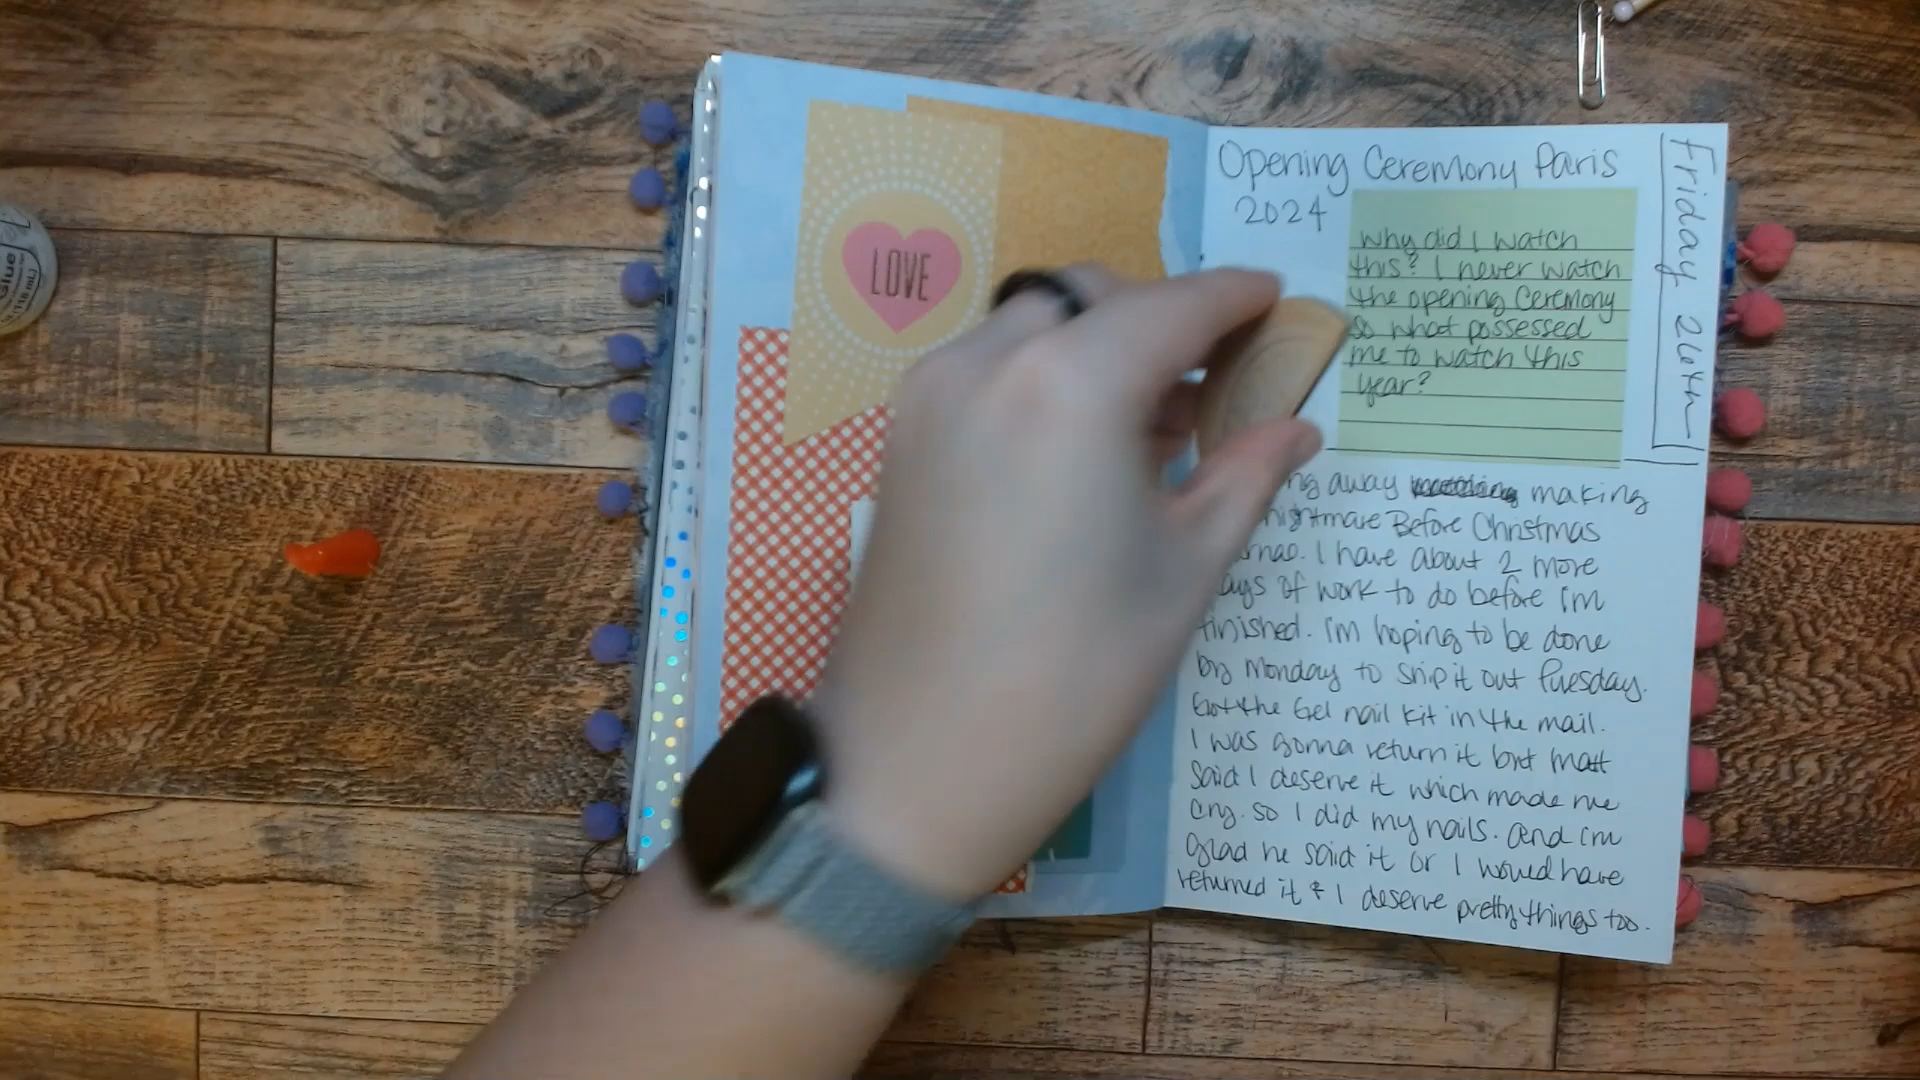 LOVE
Opening Ceremony Paris
2024
Friday 26th
Why did I watch
this? I never watch
the opening Ceremony
so what possessed
me to watch this
year?
away making
nightmare Before Christmas
I have about 2 more
of work to do before I'm
finished. I'm hoping to be done
by Monday to ship it out Tuesday.
Got the Gel nail kit in the mail.
I was gonna return it but Matt
Said I deserve it which made me
cry. so I did my nails. and I'm
glad he said it or I would have
returned it & I deserve pretty things too.
Glue